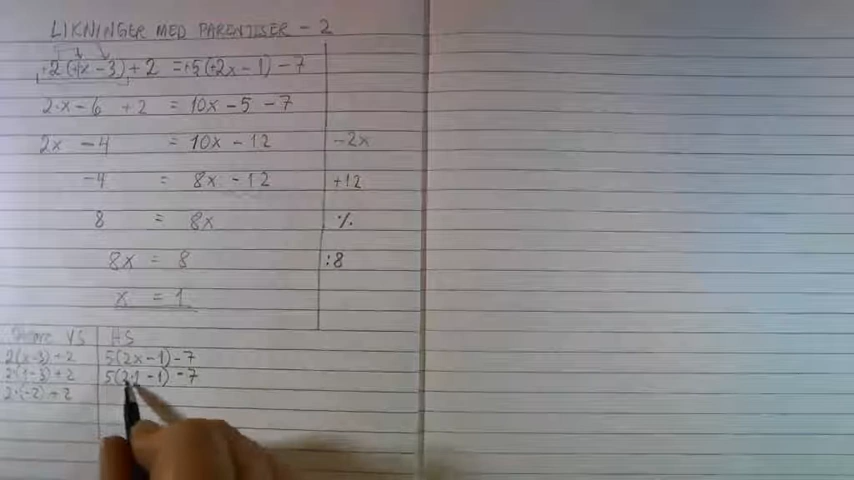 LIKNINGER MED PARENTESER - 2
+2(+1x - 3) + 2 = +5(+2x - 1) - 7
2·x - 6 + 2 = 10x - 5 - 7
2x - 4 = 10x - 12 -2x
-4 = 8x - 12 +12
8 = 8x %
8x = 8 :8
x = 1
VS HS
2(x-3)+2 5(2x - 1) - 7
2(1-3)+2 5(2·1 - 1) - 7
2·(-2)+2